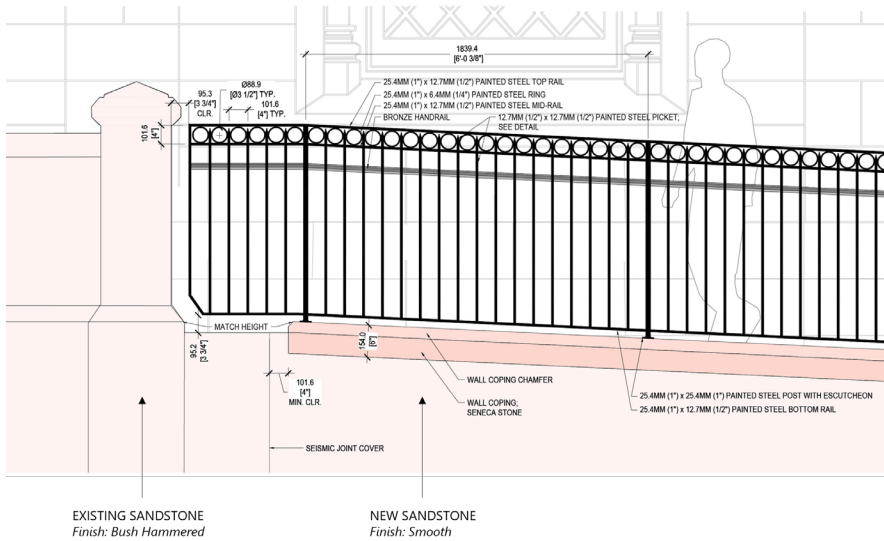 1839.4
[6'-0 3/8"]
95.3
[3 3/4"]
CLR.
Ø88.9
[Ø3 1/2"] TYP.
101.6
[4"] TYP.
25.4MM (1") x 12.7MM (1/2") PAINTED STEEL TOP RAIL
25.4MM (1") x 6.4MM (1/4") PAINTED STEEL RING
25.4MM (1") x 12.7MM (1/2") PAINTED STEEL MID-RAIL
BRONZE HANDRAIL
12.7MM (1/2") x 12.7MM (1/2") PAINTED STEEL PICKET;
SEE DETAIL
101.6
[4"]
MATCH HEIGHT
95.2
[3 3/4"]
154.0
[6"]
101.6
[4"]
MIN. CLR.
WALL COPING CHAMFER
WALL COPING;
SENECA STONE
25.4MM (1") x 25.4MM (1") PAINTED STEEL POST WITH ESCUTCHEON
25.4MM (1") x 12.7MM (1/2") PAINTED STEEL BOTTOM RAIL
SEISMIC JOINT COVER
EXISTING SANDSTONE
Finish: Bush Hammered
NEW SANDSTONE
Finish: Smooth